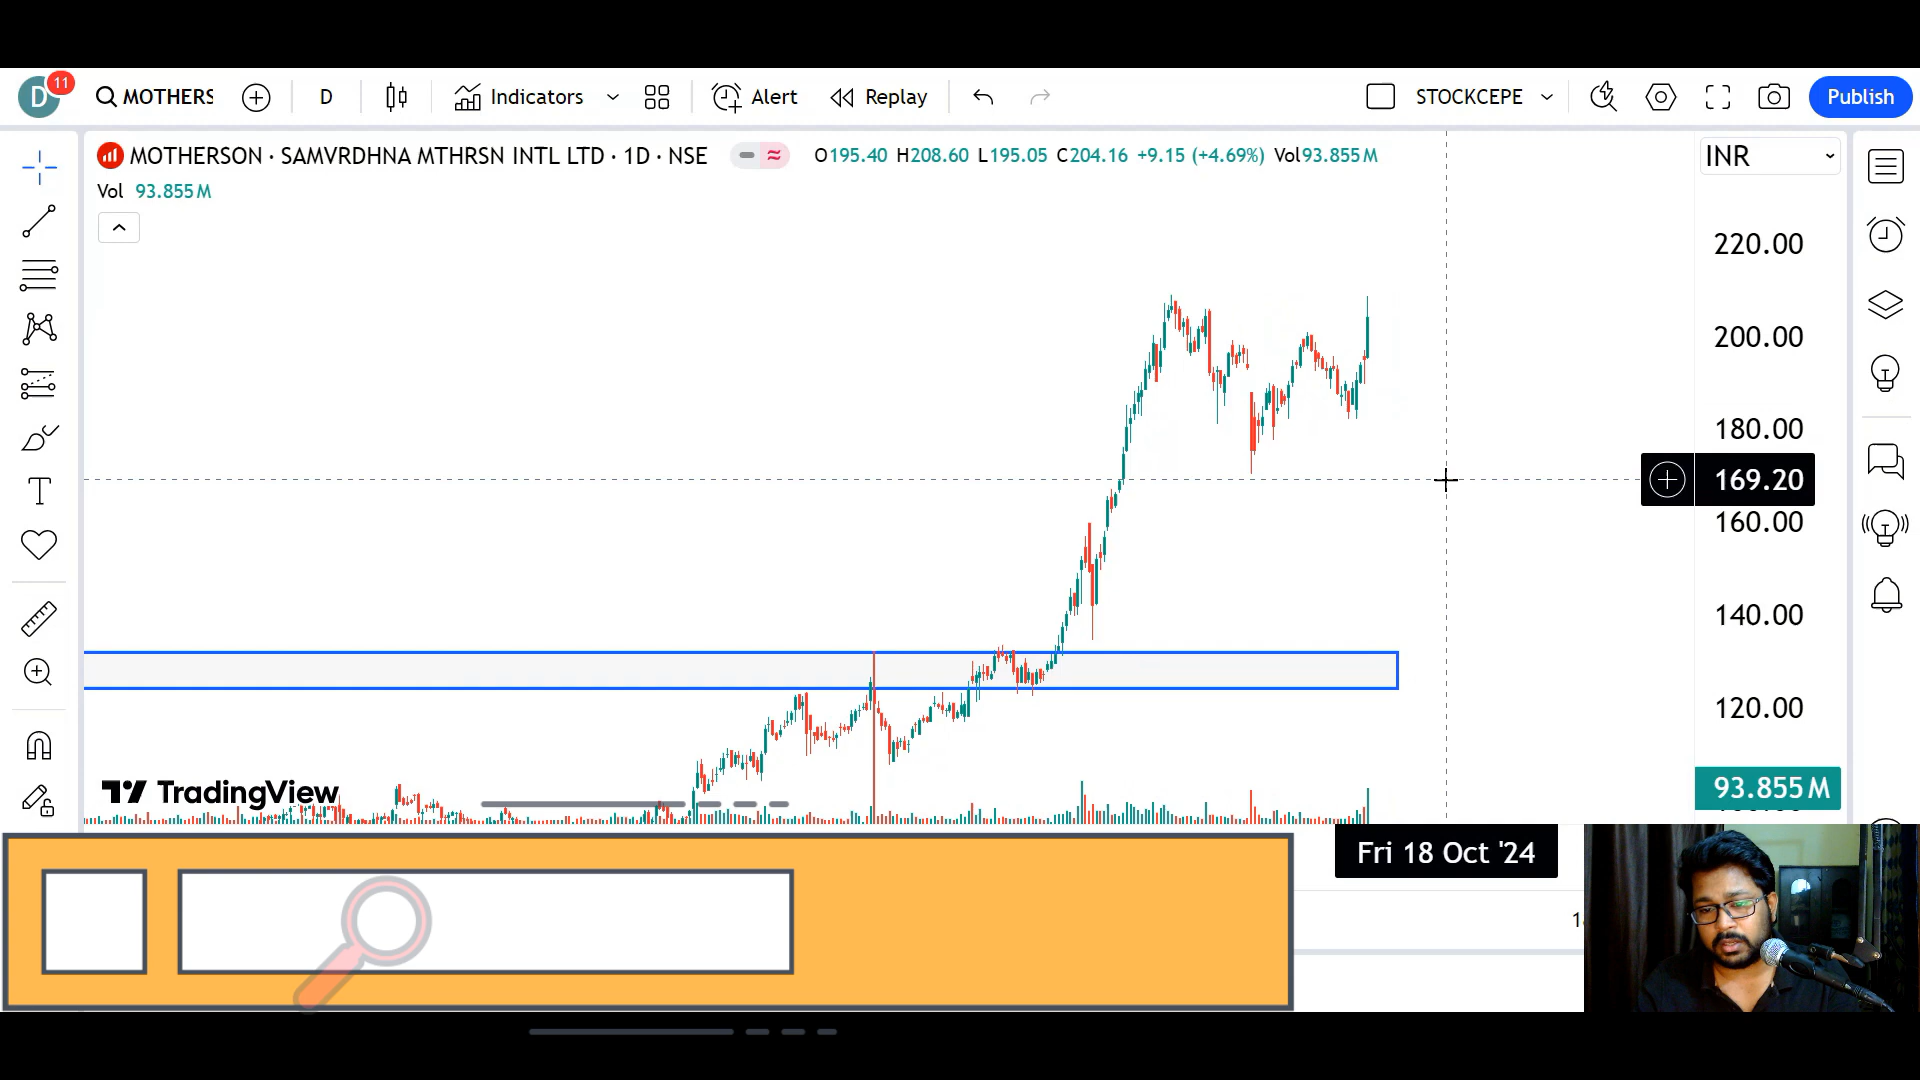 D 11 MOTHERS D Indicators Alert Replay STOCKCEPE Publish
MOTHERSON · SAMVRDHNA MTHRSN INTL LTD · 1D · NSE O195.40 H208.60 L195.05 C204.16 +9.15 (+4.69%) Vol93.855M INR
Vol 93.855M
220.00
200.00
180.00
169.20
160.00
140.00
120.00
TradingView
93.855M
Fri 18 Oct '24